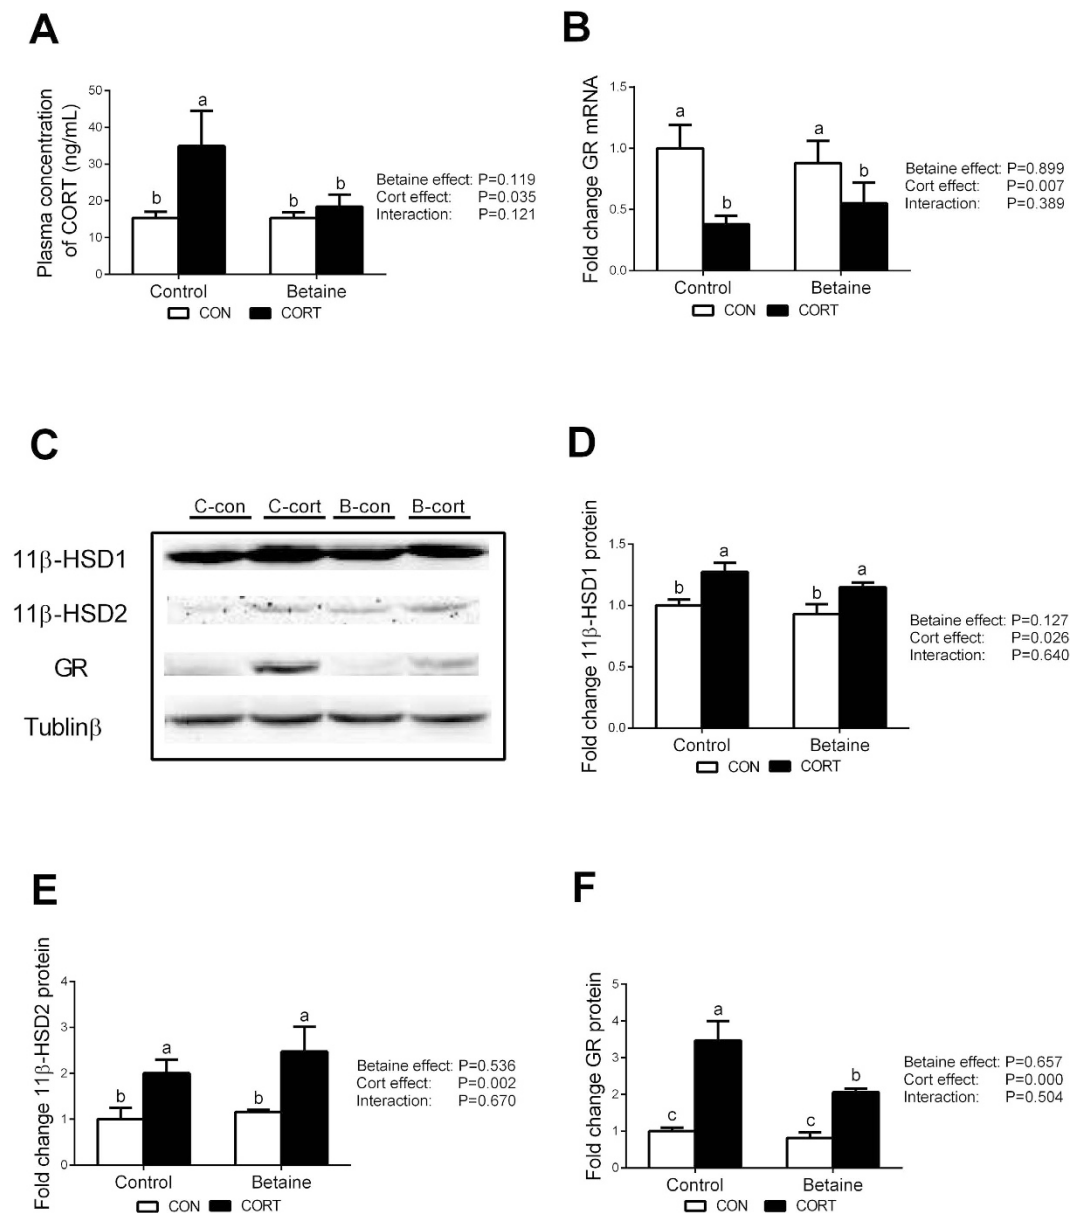 A
Plasma concentration
of CORT (ng/mL)
50
40
30
20
10
0
a
b
b
b
Control
Betaine
CON
CORT
Betaine effect: P=0.119
Cort effect: P=0.035
Interaction: P=0.121
B
Fold change GR mRNA
1.5
1.0
0.5
0.0
a
b
a
b
Control
Betaine
CON
CORT
Betaine effect: P=0.899
Cort effect: P=0.007
Interaction: P=0.389
C
C-con C-cort B-con B-cort
11β-HSD1
11β-HSD2
GR
Tublinβ
D
Fold change 11β-HSD1 protein
1.5
1.0
0.5
0.0
b
a
b
a
Control
Betaine
CON
CORT
Betaine effect: P=0.127
Cort effect: P=0.026
Interaction: P=0.640
E
Fold change 11β-HSD2 protein
4
3
2
1
0
b
a
b
a
Control
Betaine
CON
CORT
Betaine effect: P=0.536
Cort effect: P=0.002
Interaction: P=0.670
F
Fold change GR protein
5
4
3
2
1
0
c
a
c
b
Control
Betaine
CON
CORT
Betaine effect: P=0.657
Cort effect: P=0.000
Interaction: P=0.504